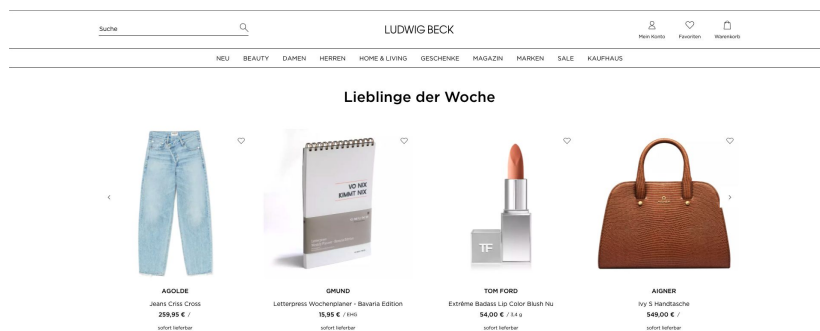 Suche
LUDWIG BECK
Mein Konto Favoriten Warenkorb
NEU BEAUTY DAMEN HERREN HOME & LIVING GESCHENKE MAGAZIN MARKEN SALE KAUFHAUS
Lieblinge der Woche
VO NIX
KIMMT NIX
TF
AGOLDE
Jeans Criss Cross
259,95 € /
sofort lieferbar
GMUND
Letterpress Wochenplaner - Bavaria Edition
15,95 € / EHG
sofort lieferbar
TOM FORD
Extrême Badass Lip Color Blush Nu
54,00 € / 3,4 g
sofort lieferbar
AIGNER
Ivy S Handtasche
549,00 € /
sofort lieferbar